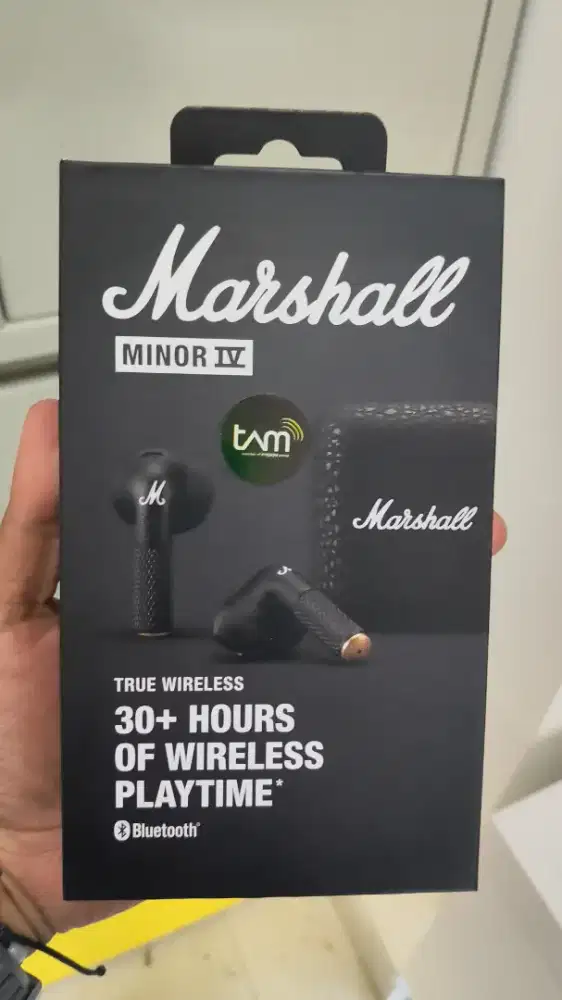 Marshall
MINOR IV
tam
M
Marshall
TRUE WIRELESS
30+ HOURS
OF WIRELESS
PLAYTIME*
Bluetooth®